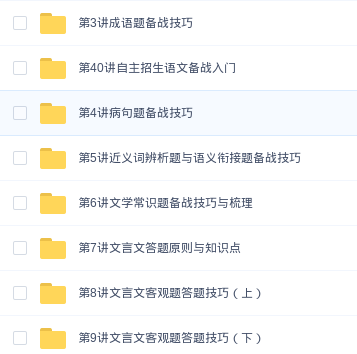 第3讲成语题备战技巧
第40讲自主招生语文备战入门
第4讲病句题备战技巧
第5讲近义词辨析题与语义衔接题备战技巧
第6讲文学常识题备战技巧与梳理
第7讲文言文答题原则与知识点
第8讲文言文客观题答题技巧（上）
第9讲文言文客观题答题技巧（下）